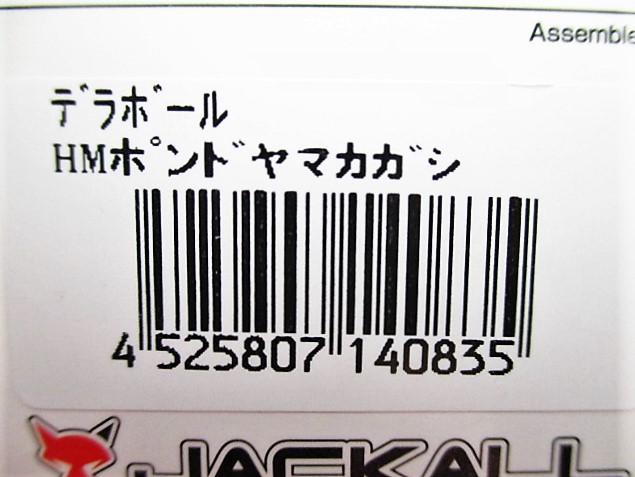 Assemble
デラボール
HMポンドヤマカガシ
4 525807 140835
JACKALL